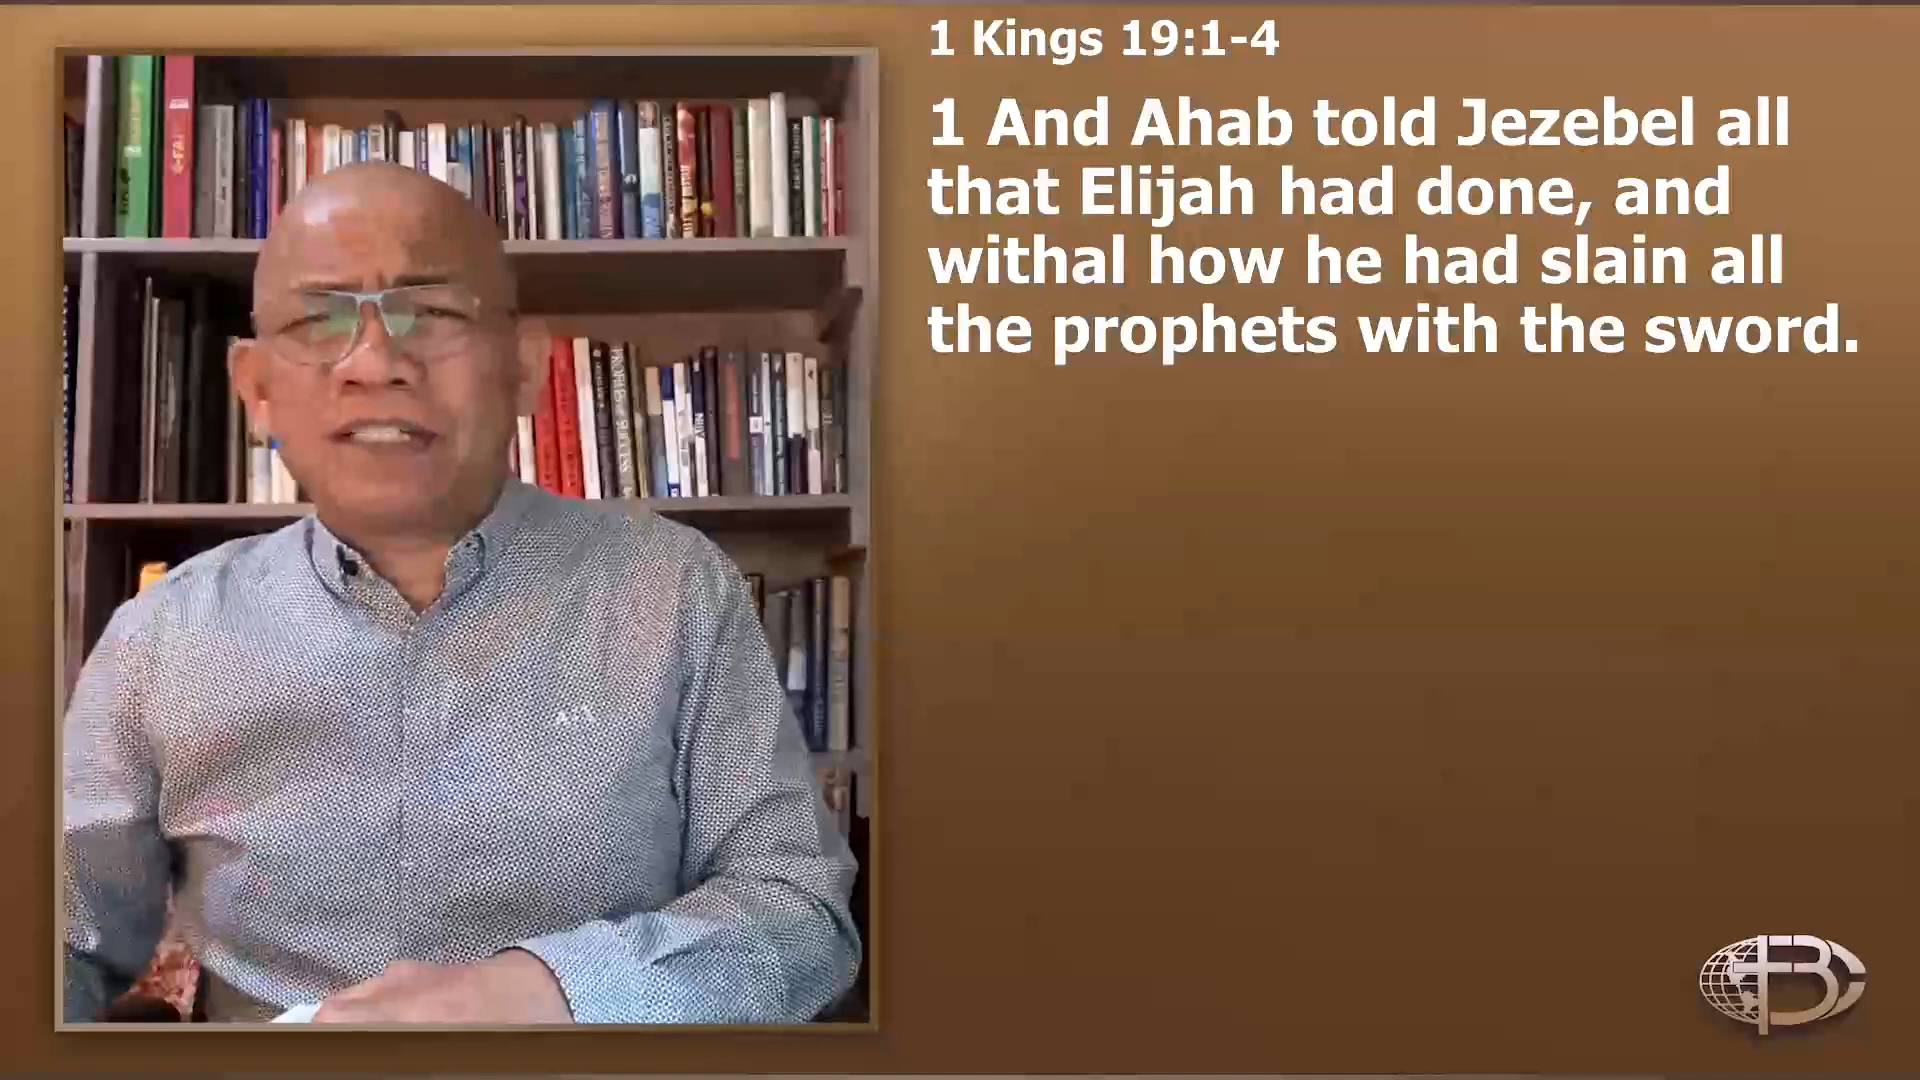 1 Kings 19:1-4
1 And Ahab told Jezebel all
that Elijah had done, and
withal how he had slain all
the prophets with the sword.